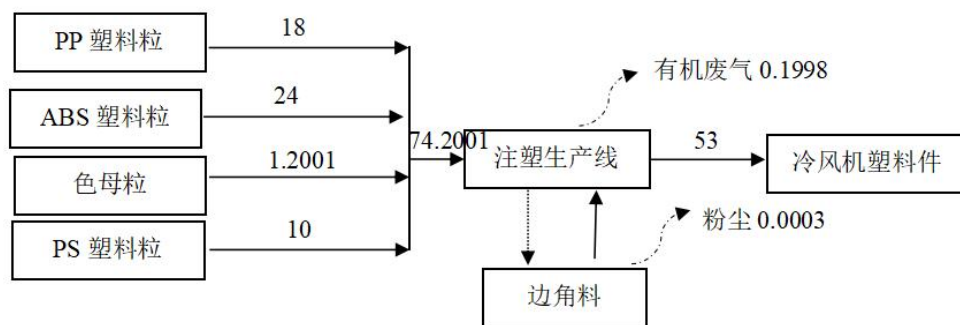 PP 塑料粒
18
有机废气 0.1998
ABS 塑料粒
24
74.2001
注塑生产线
53
冷风机塑料件
色母粒
1.2001
粉尘 0.0003
PS 塑料粒
10
边角料